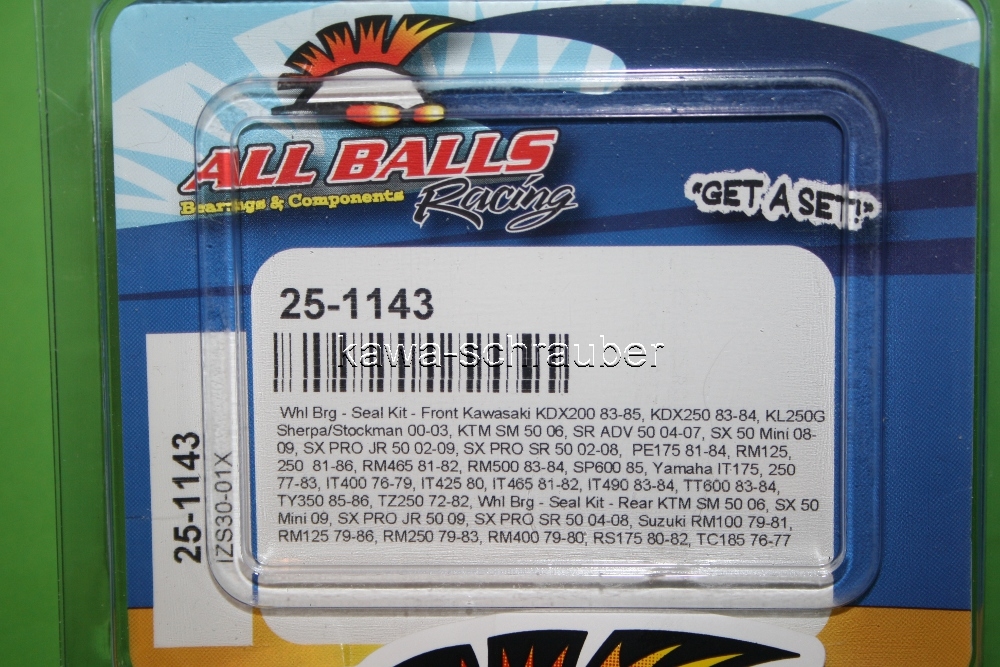 ALL BALLS
Racing
Bearings & Components
"GET A SET!"
25-1143
kawa-schrauber
Whl Brg - Seal Kit - Front Kawasaki KDX200 83-85, KDX250 83-84, KL250G
Sherpa/Stockman 00-03, KTM SM 50 06, SR ADV 50 04-07, SX 50 Mini 08-
09, SX PRO JR 50 02-09, SX PRO SR 50 02-08, PE175 81-84, RM125,
250 81-86, RM465 81-82, RM500 83-84, SP600 85, Yamaha IT175, 250
77-83, IT400 76-79, IT425 80, IT465 81-82, IT490 83-84, TT600 83-84,
TY350 85-86, TZ250 72-82, Whl Brg - Seal Kit - Rear KTM SM 50 06, SX 50
Mini 09, SX PRO JR 50 09, SX PRO SR 50 04-08, Suzuki RM100 79-81,
RM125 79-86, RM250 79-83, RM400 79-80, RS175 80-82, TC185 76-77
25-1143
IZS30-01X